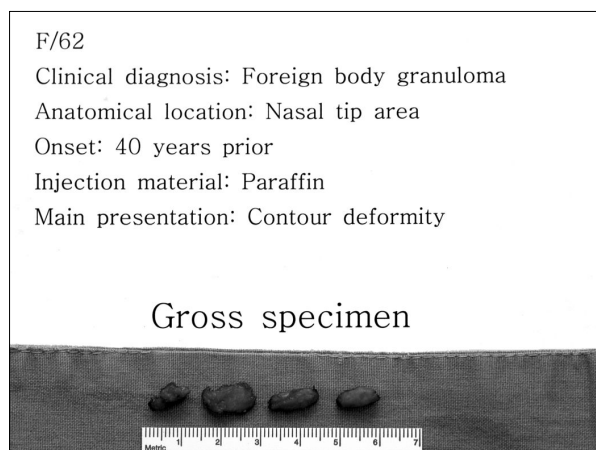 F/62
Clinical diagnosis: Foreign body granuloma
Anatomical location: Nasal tip area
Onset: 40 years prior
Injection material: Paraffin
Main presentation: Contour deformity
Gross specimen
1 2 3 4 5 6 7
Metric